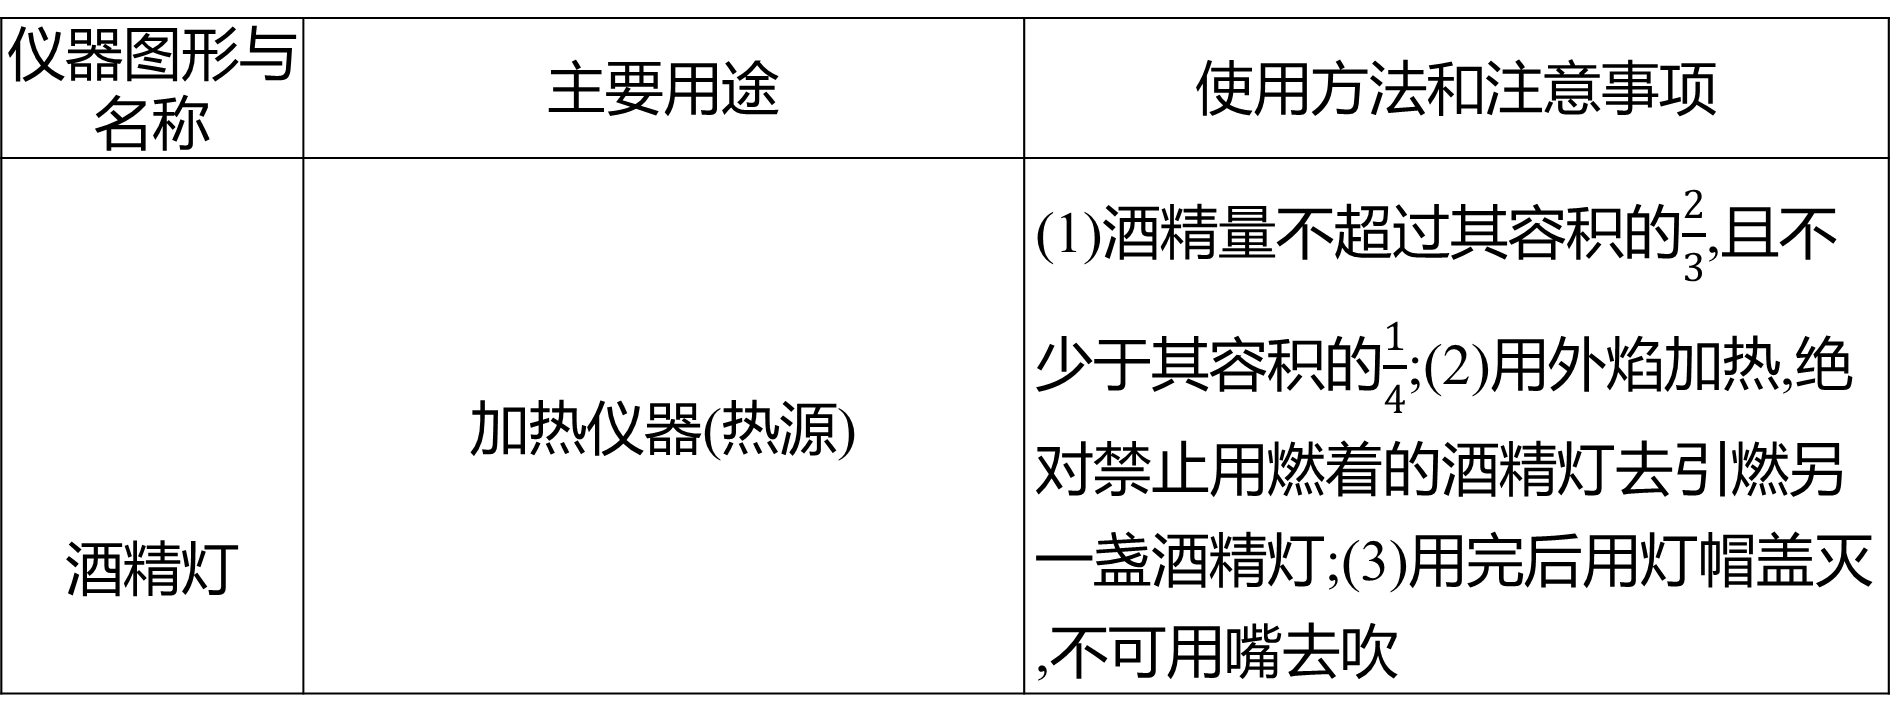 仪器图形与
名称
主要用途
使用方法和注意事项
酒精灯
加热仪器(热源)
(1)酒精量不超过其容积的2/3,且不
少于其容积的1/4;(2)用外焰加热,绝
对禁止用燃着的酒精灯去引燃另
一盏酒精灯;(3)用完后用灯帽盖灭
,不可用嘴去吹